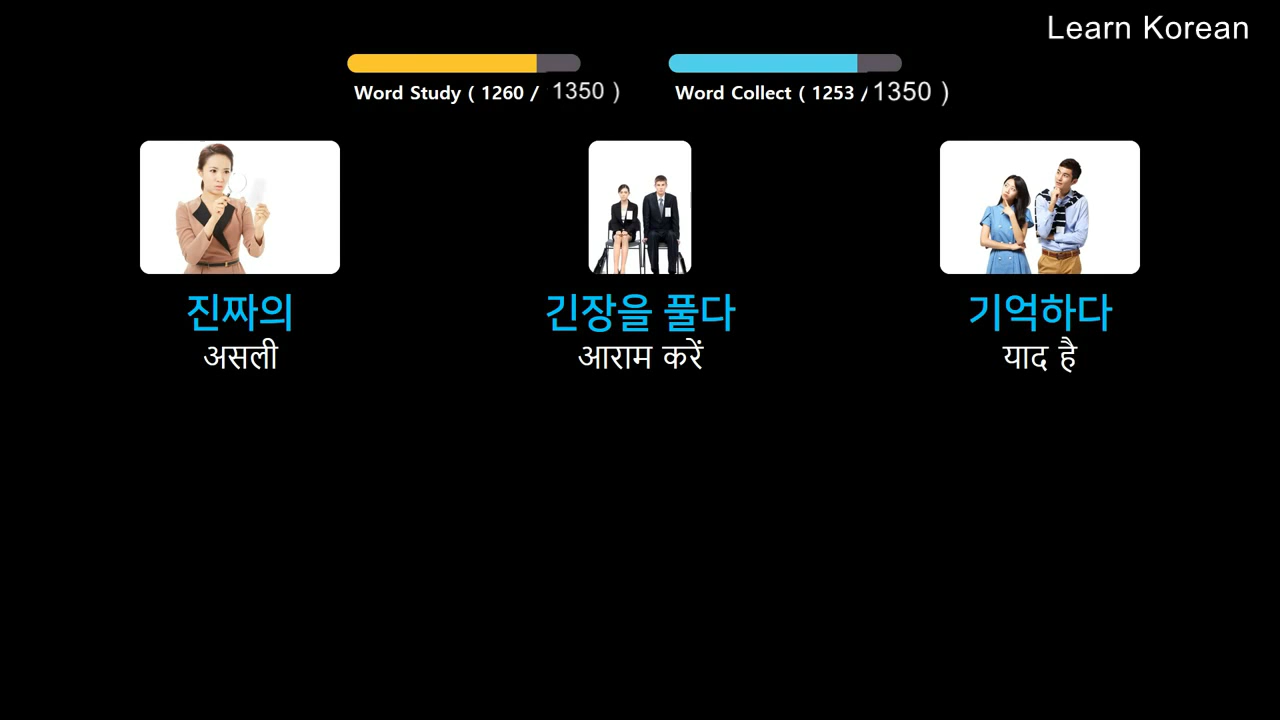 Learn Korean
Word Study ( 1260 / 1350 )
Word Collect ( 1253 / 1350 )
진짜의
असली
긴장을 풀다
आराम करें
기억하다
याद है